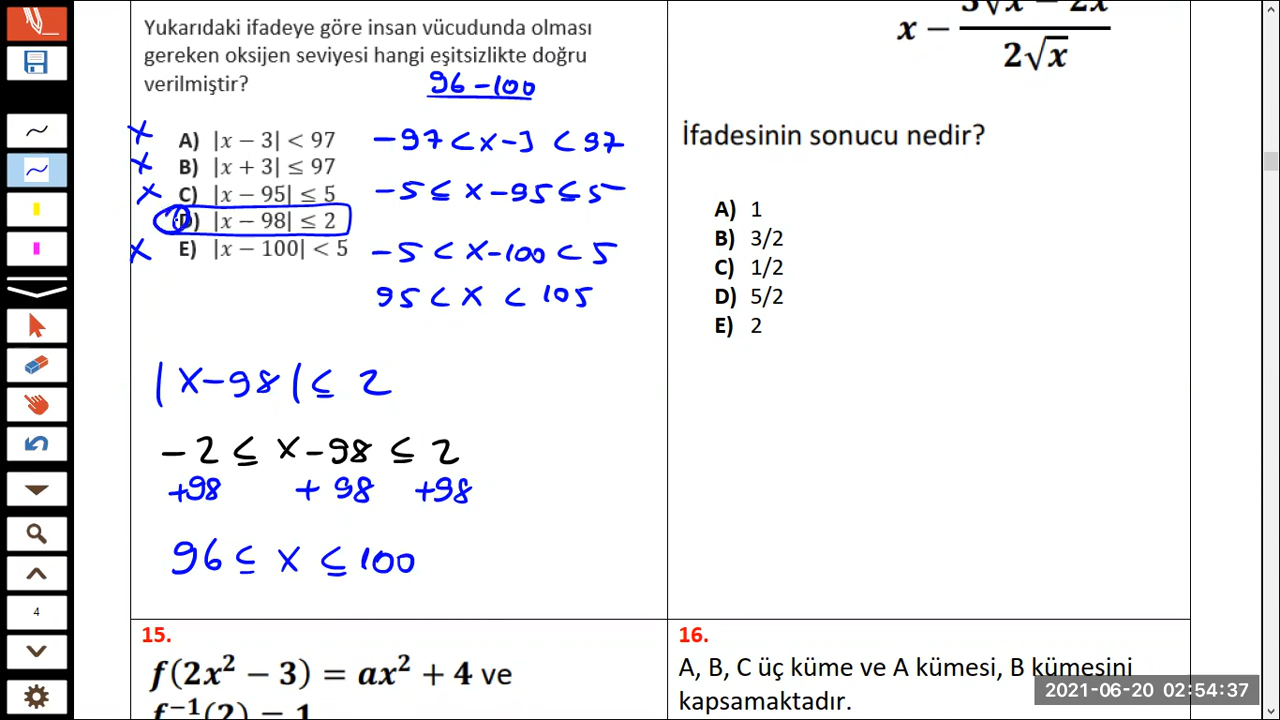 Yukarıdaki ifadeye göre insan vücudunda olması
gereken oksijen seviyesi hangi eşitsizlikte doğru
verilmiştir?
96 - 100
x A) |x − 3| < 97
-97 < x-3 < 97
x B) |x + 3| ≤ 97
x C) |x − 95| ≤ 5
-5 ≤ x-95 ≤ 5
D) |x − 98| ≤ 2
x E) |x − 100| < 5
-5 < x-100 < 5
95 < x < 105
|x-98| ≤ 2
-2 ≤ x-98 ≤ 2
+98 +98 +98
96 ≤ x ≤ 100
x −
2√x
İfadesinin sonucu nedir?
A) 1
B) 3/2
C) 1/2
D) 5/2
E) 2
15.
f(2x² − 3) = ax² + 4 ve
f⁻¹(2) = 1
16.
A, B, C üç küme ve A kümesi, B kümesini
kapsamaktadır.
4
2021-06-20 02:54:37